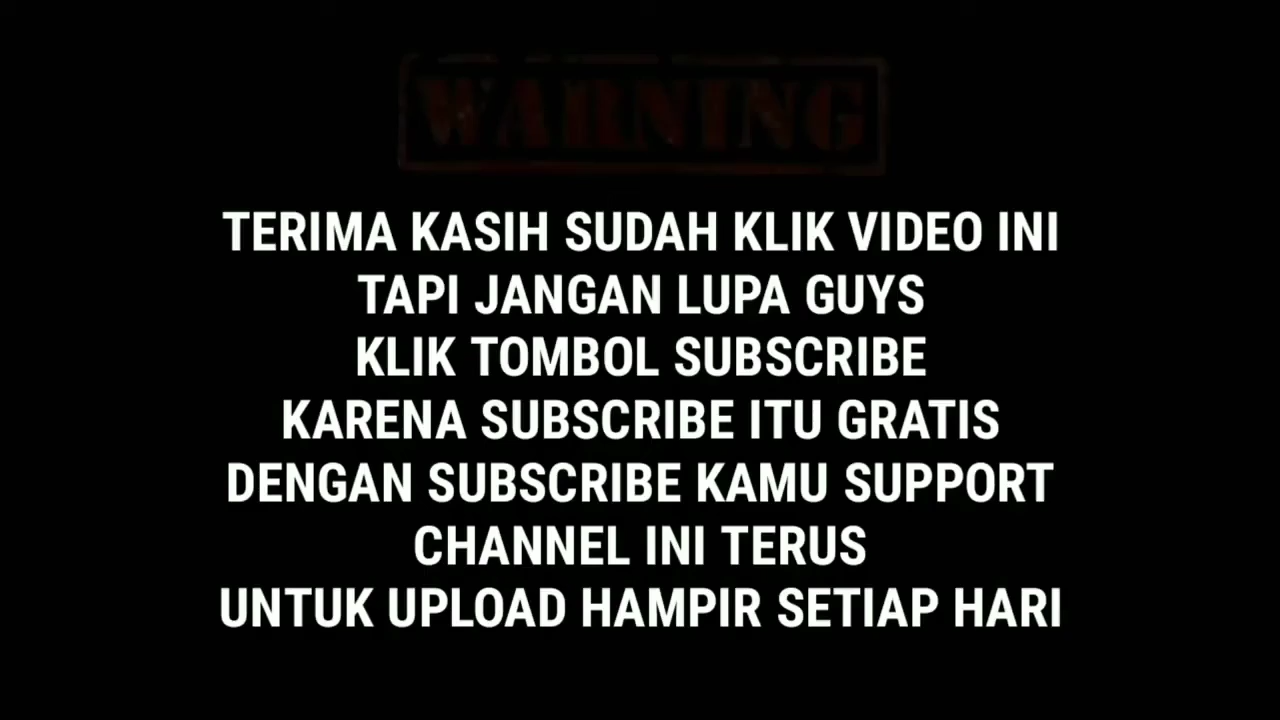 WARNING
TERIMA KASIH SUDAH KLIK VIDEO INI
TAPI JANGAN LUPA GUYS
KLIK TOMBOL SUBSCRIBE
KARENA SUBSCRIBE ITU GRATIS
DENGAN SUBSCRIBE KAMU SUPPORT
CHANNEL INI TERUS
UNTUK UPLOAD HAMPIR SETIAP HARI